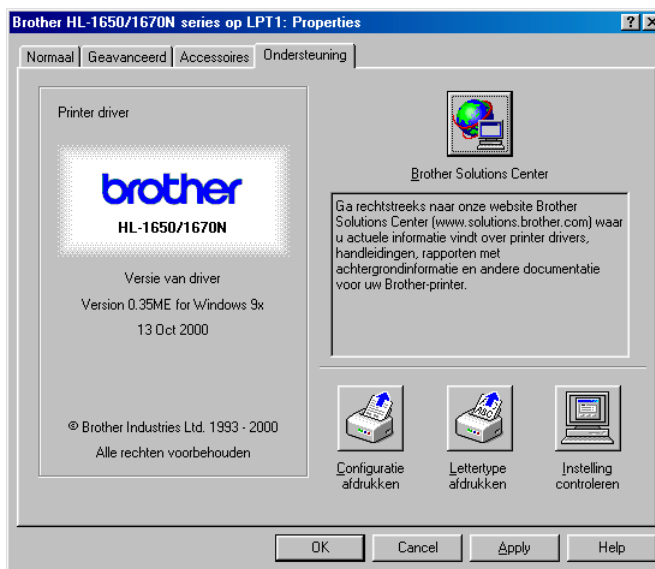 Brother HL-1650/1670N series op LPT1: Properties
Normaal
Geavanceerd
Accessoires
Ondersteuning
Printer driver
brother
HL-1650/1670N
Versie van driver
Version 0.35ME for Windows 9x
13 Oct 2000
© Brother Industries Ltd. 1993 - 2000
Alle rechten voorbehouden
Brother Solutions Center
Ga rechtstreeks naar onze website Brother
Solutions Center (www.solutions.brother.com) waar
u actuele informatie vindt over printer drivers,
handleidingen, rapporten met
achtergrondinformatie en andere documentatie
voor uw Brother-printer.
Configuratie
afdrukken
ABC
Lettertype
afdrukken
Instelling
controleren
OK
Cancel
Apply
Help